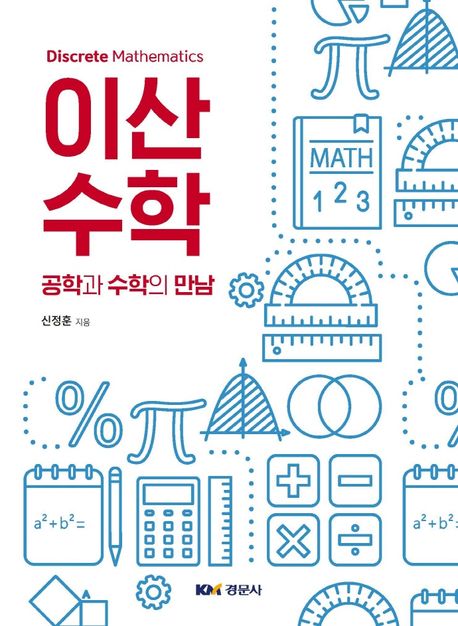 Discrete Mathematics
이산
수학
공학과 수학의 만남
신정훈 지음
MATH
1 2 3
% π
π
%
a²+b²=
a²+b²=
KM 경문사